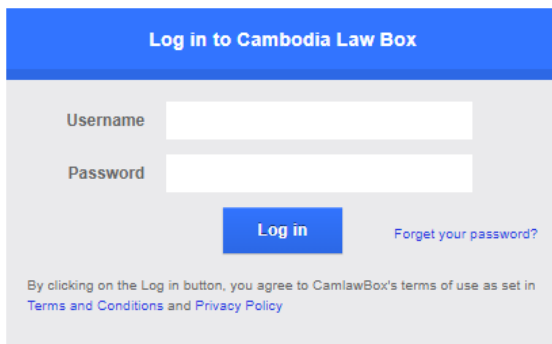 Log in to Cambodia Law Box
Username
Password
Log in
Forget your password?
By clicking on the Log in button, you agree to CamlawBox's terms of use as set in
Terms and Conditions and Privacy Policy